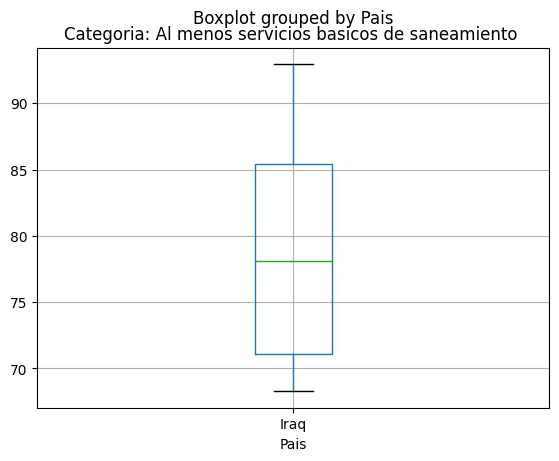 Boxplot grouped by Pais
Categoria: Al menos servicios basicos de saneamiento
90
85
80
75
70
Iraq
Pais